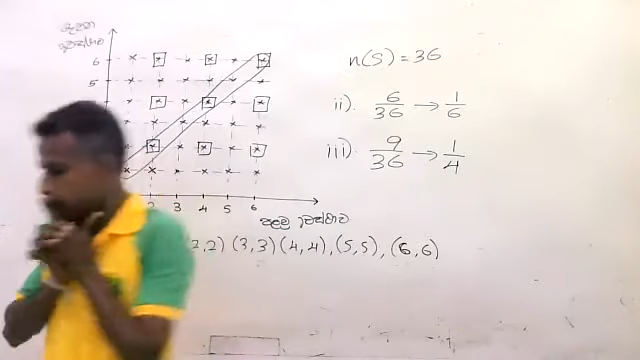 දෙවන
n(S) = 36
6
5
ii). 6/36 → 1/6
iii) 9/36 → 1/4
2 3 4 5 6
2,2) (3,3) (4,4), (5,5), (6,6)